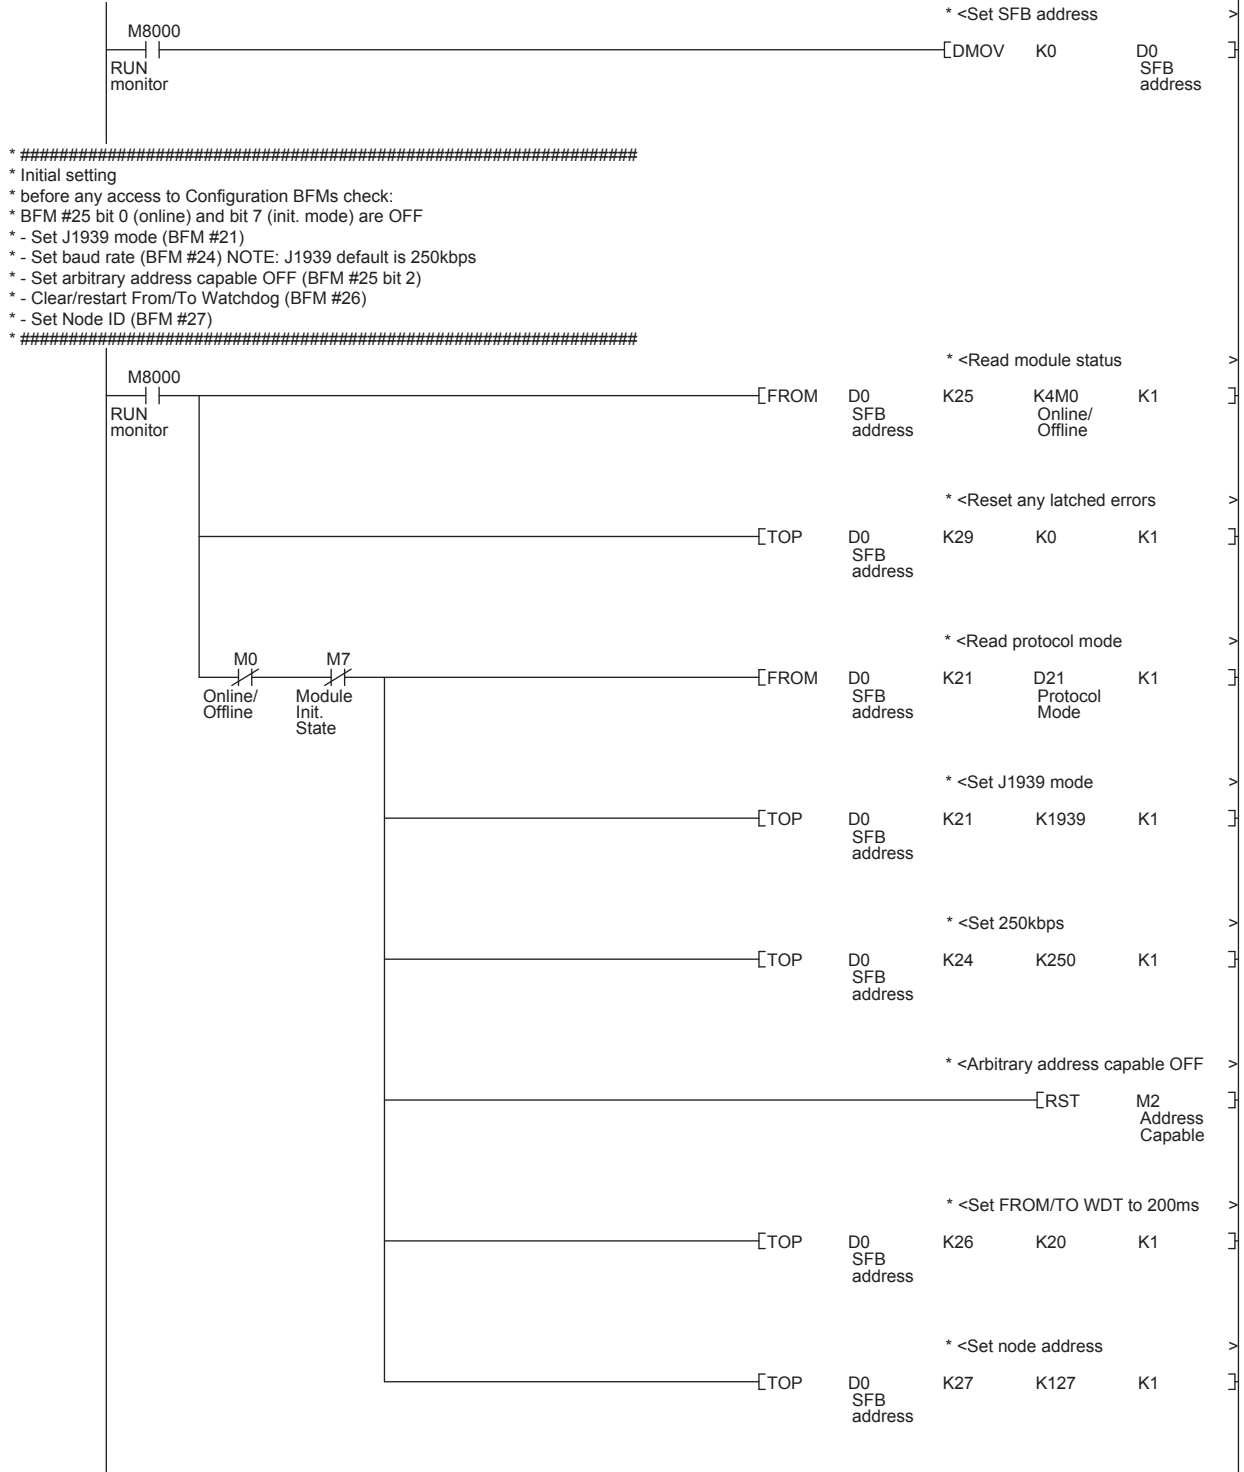 * <Set SFB address >
M8000
[DMOV K0 D0 ]
RUN SFB
monitor address
* ################################################################
* Initial setting
* before any access to Configuration BFMs check:
* BFM #25 bit 0 (online) and bit 7 (init. mode) are OFF
* - Set J1939 mode (BFM #21)
* - Set baud rate (BFM #24) NOTE: J1939 default is 250kbps
* - Set arbitrary address capable OFF (BFM #25 bit 2)
* - Clear/restart From/To Watchdog (BFM #26)
* - Set Node ID (BFM #27)
* ################################################################
* <Read module status >
M8000
[FROM D0 K25 K4M0 K1 ]
RUN SFB Online/
monitor address Offline
* <Reset any latched errors >
[TOP D0 K29 K0 K1 ]
SFB
address
* <Read protocol mode >
M0 M7
[FROM D0 K21 D21 K1 ]
Online/ Module SFB Protocol
Offline Init. address Mode
State
* <Set J1939 mode >
[TOP D0 K21 K1939 K1 ]
SFB
address
* <Set 250kbps >
[TOP D0 K24 K250 K1 ]
SFB
address
* <Arbitrary address capable OFF >
[RST M2 ]
Address
Capable
* <Set FROM/TO WDT to 200ms >
[TOP D0 K26 K20 K1 ]
SFB
address
* <Set node address >
[TOP D0 K27 K127 K1 ]
SFB
address